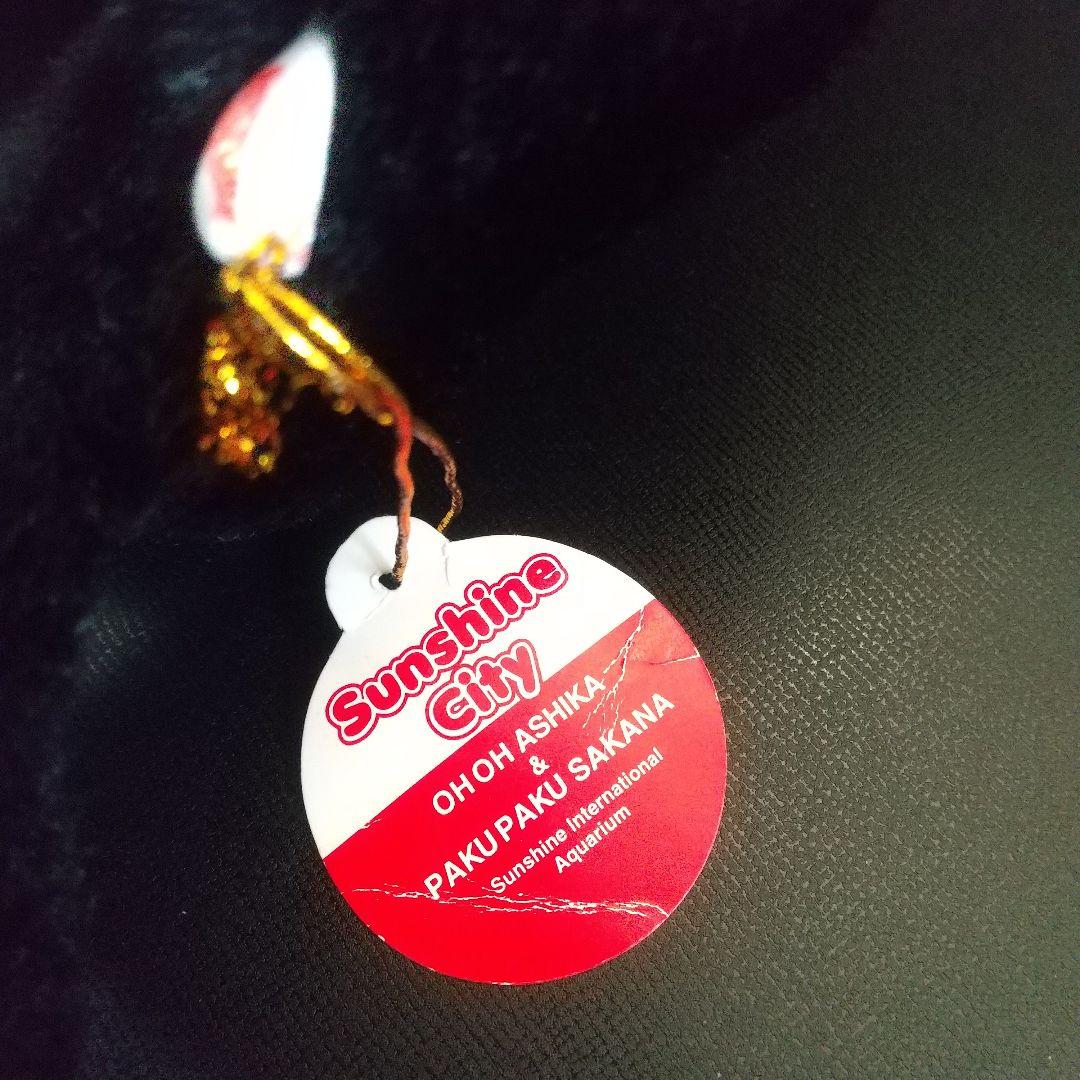 Sunshine
City
OH OH ASHIKA
&
PAKU PAKU SAKANA
Sunshine International
Aquarium